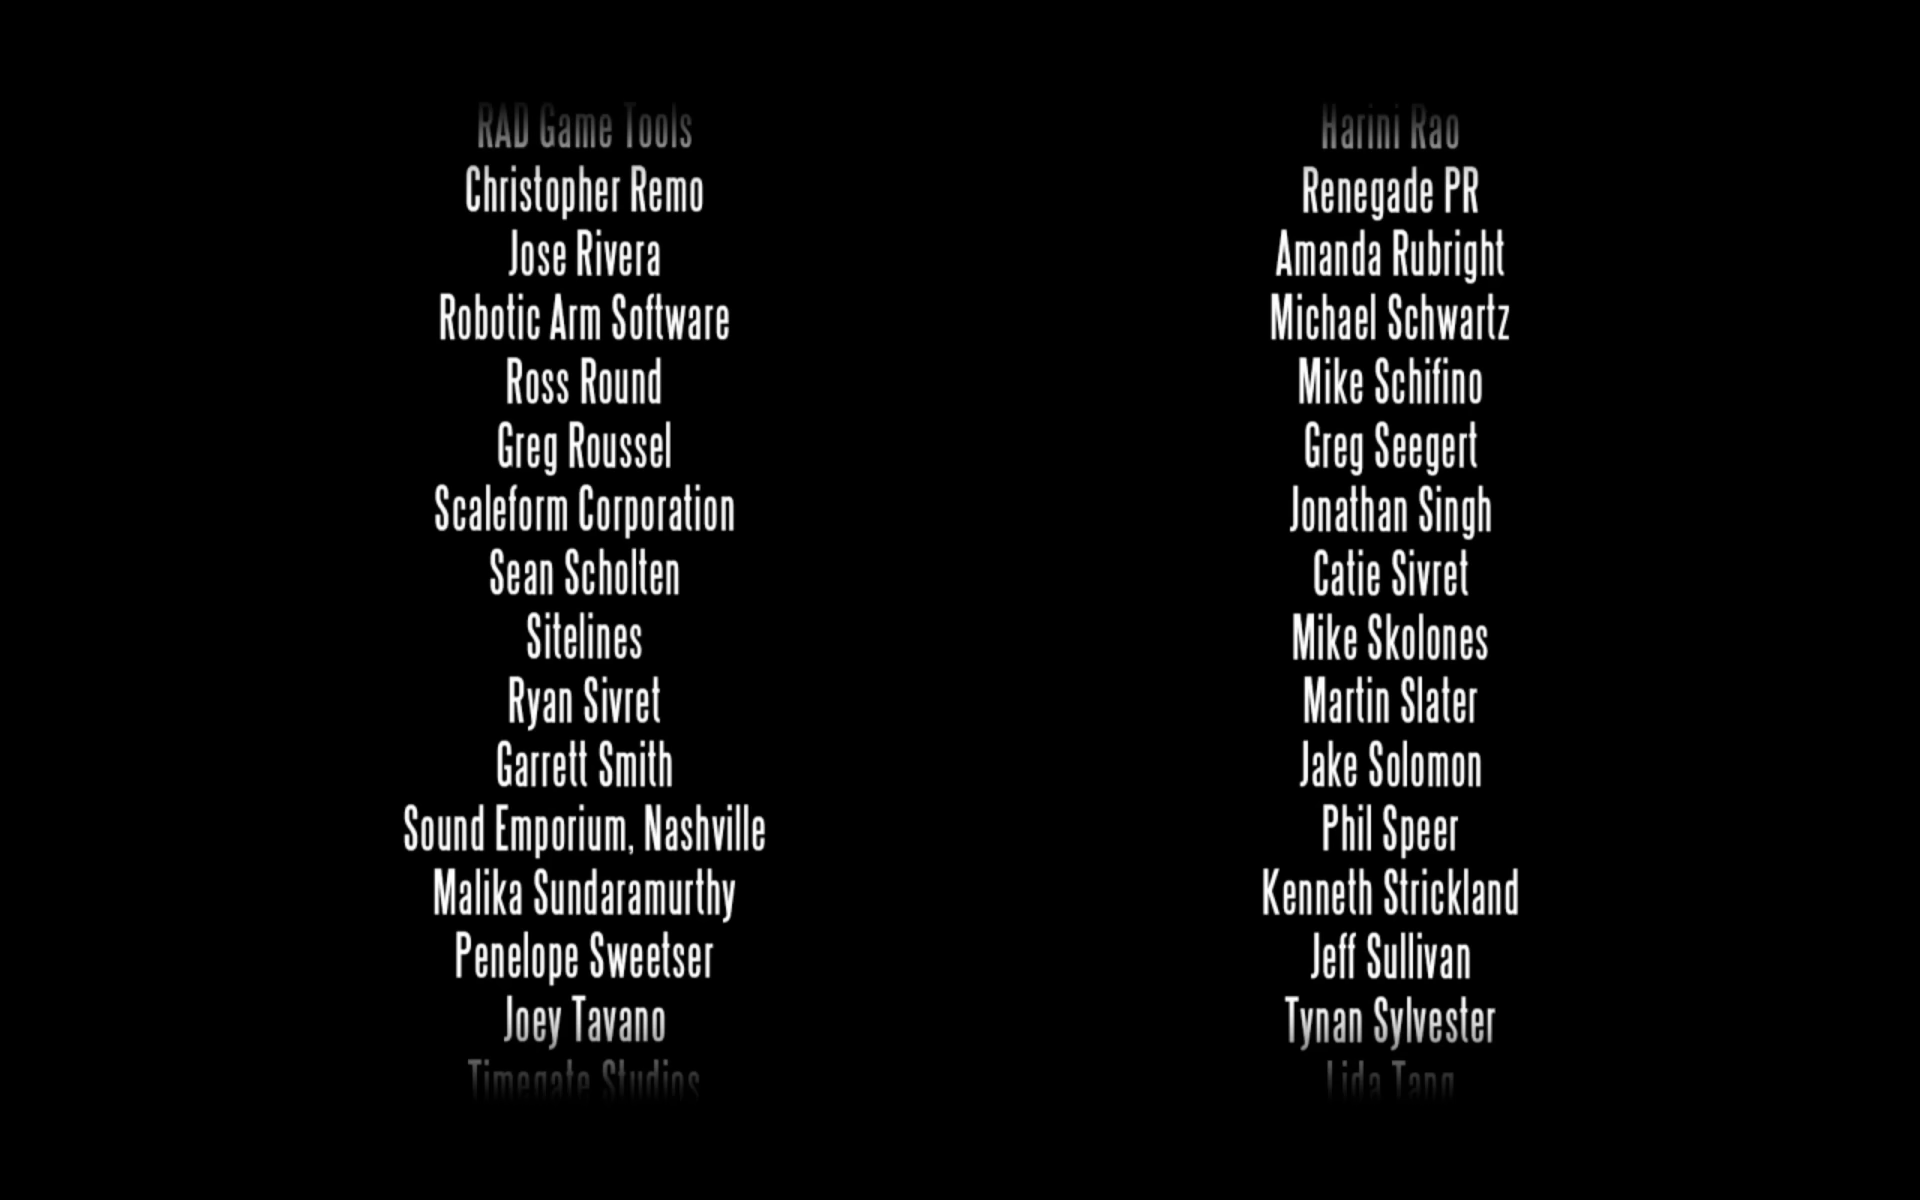 RAD Game Tools
Harini Rao
Christopher Remo
Renegade PR
Jose Rivera
Amanda Rubright
Robotic Arm Software
Michael Schwartz
Ross Round
Mike Schifino
Greg Roussel
Greg Seegert
Scaleform Corporation
Jonathan Singh
Sean Scholten
Catie Sivret
Sitelines
Mike Skolones
Ryan Sivret
Martin Slater
Garrett Smith
Jake Solomon
Sound Emporium, Nashville
Phil Speer
Malika Sundaramurthy
Kenneth Strickland
Penelope Sweetser
Jeff Sullivan
Joey Tavano
Tynan Sylvester
Timegate Studios
Lida Tang